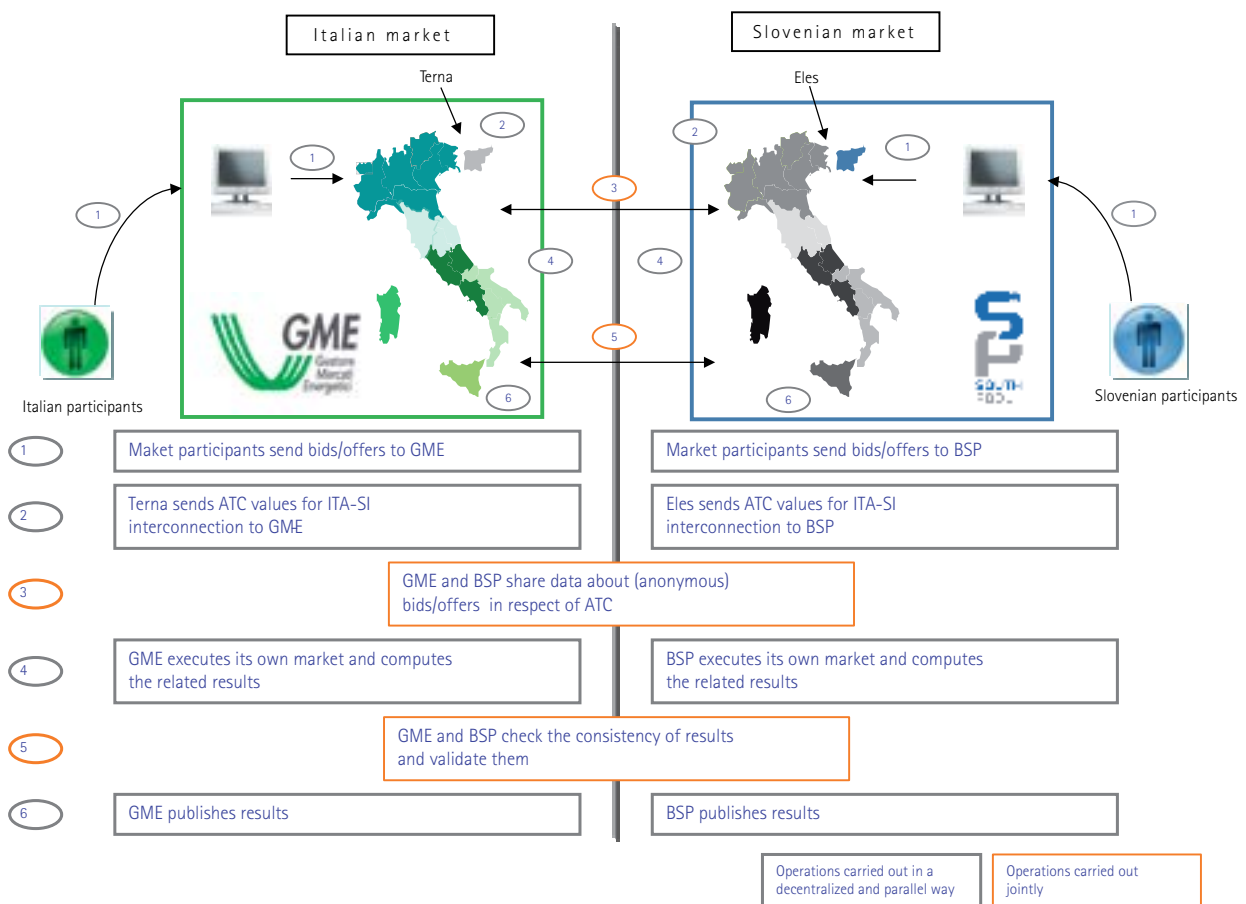 Italian market
Slovenian market
Terna
Eles
2
2
1
1
3
1
1
4
4
GME
Gestore
Mercati
Energetici
5
SOUTH
POOL
6
6
Italian participants
Slovenian participants
1
Maket participants send bids/offers to GME
Market participants send bids/offers to BSP
2
Terna sends ATC values for ITA-SI
interconnection to GME
Eles sends ATC values for ITA-SI
interconnection to BSP
3
GME and BSP share data about (anonymous)
bids/offers in respect of ATC
4
GME executes its own market and computes
the related results
BSP executes its own market and computes
the related results
5
GME and BSP check the consistency of results
and validate them
6
GME publishes results
BSP publishes results
Operations carried out in a
decentralized and parallel way
Operations carried out
jointly